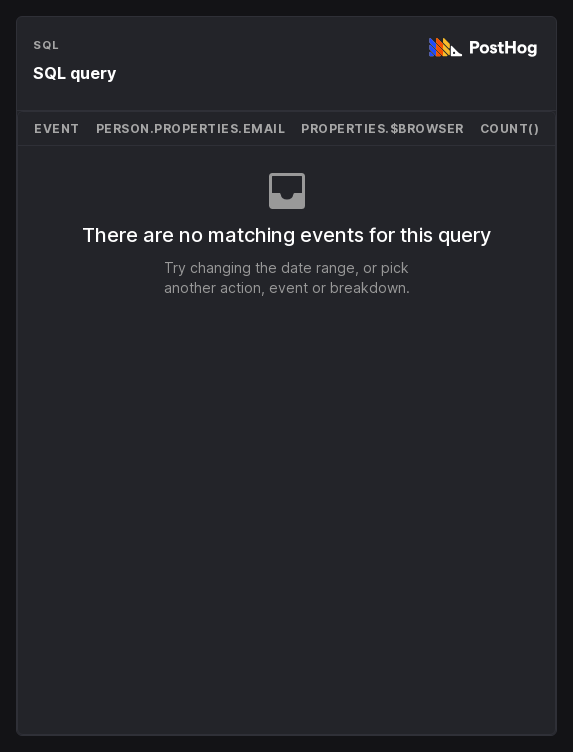 SQL
PostHog
SQL query
EVENT PERSON.PROPERTIES.EMAIL PROPERTIES.$BROWSER COUNT()
There are no matching events for this query
Try changing the date range, or pick
another action, event or breakdown.